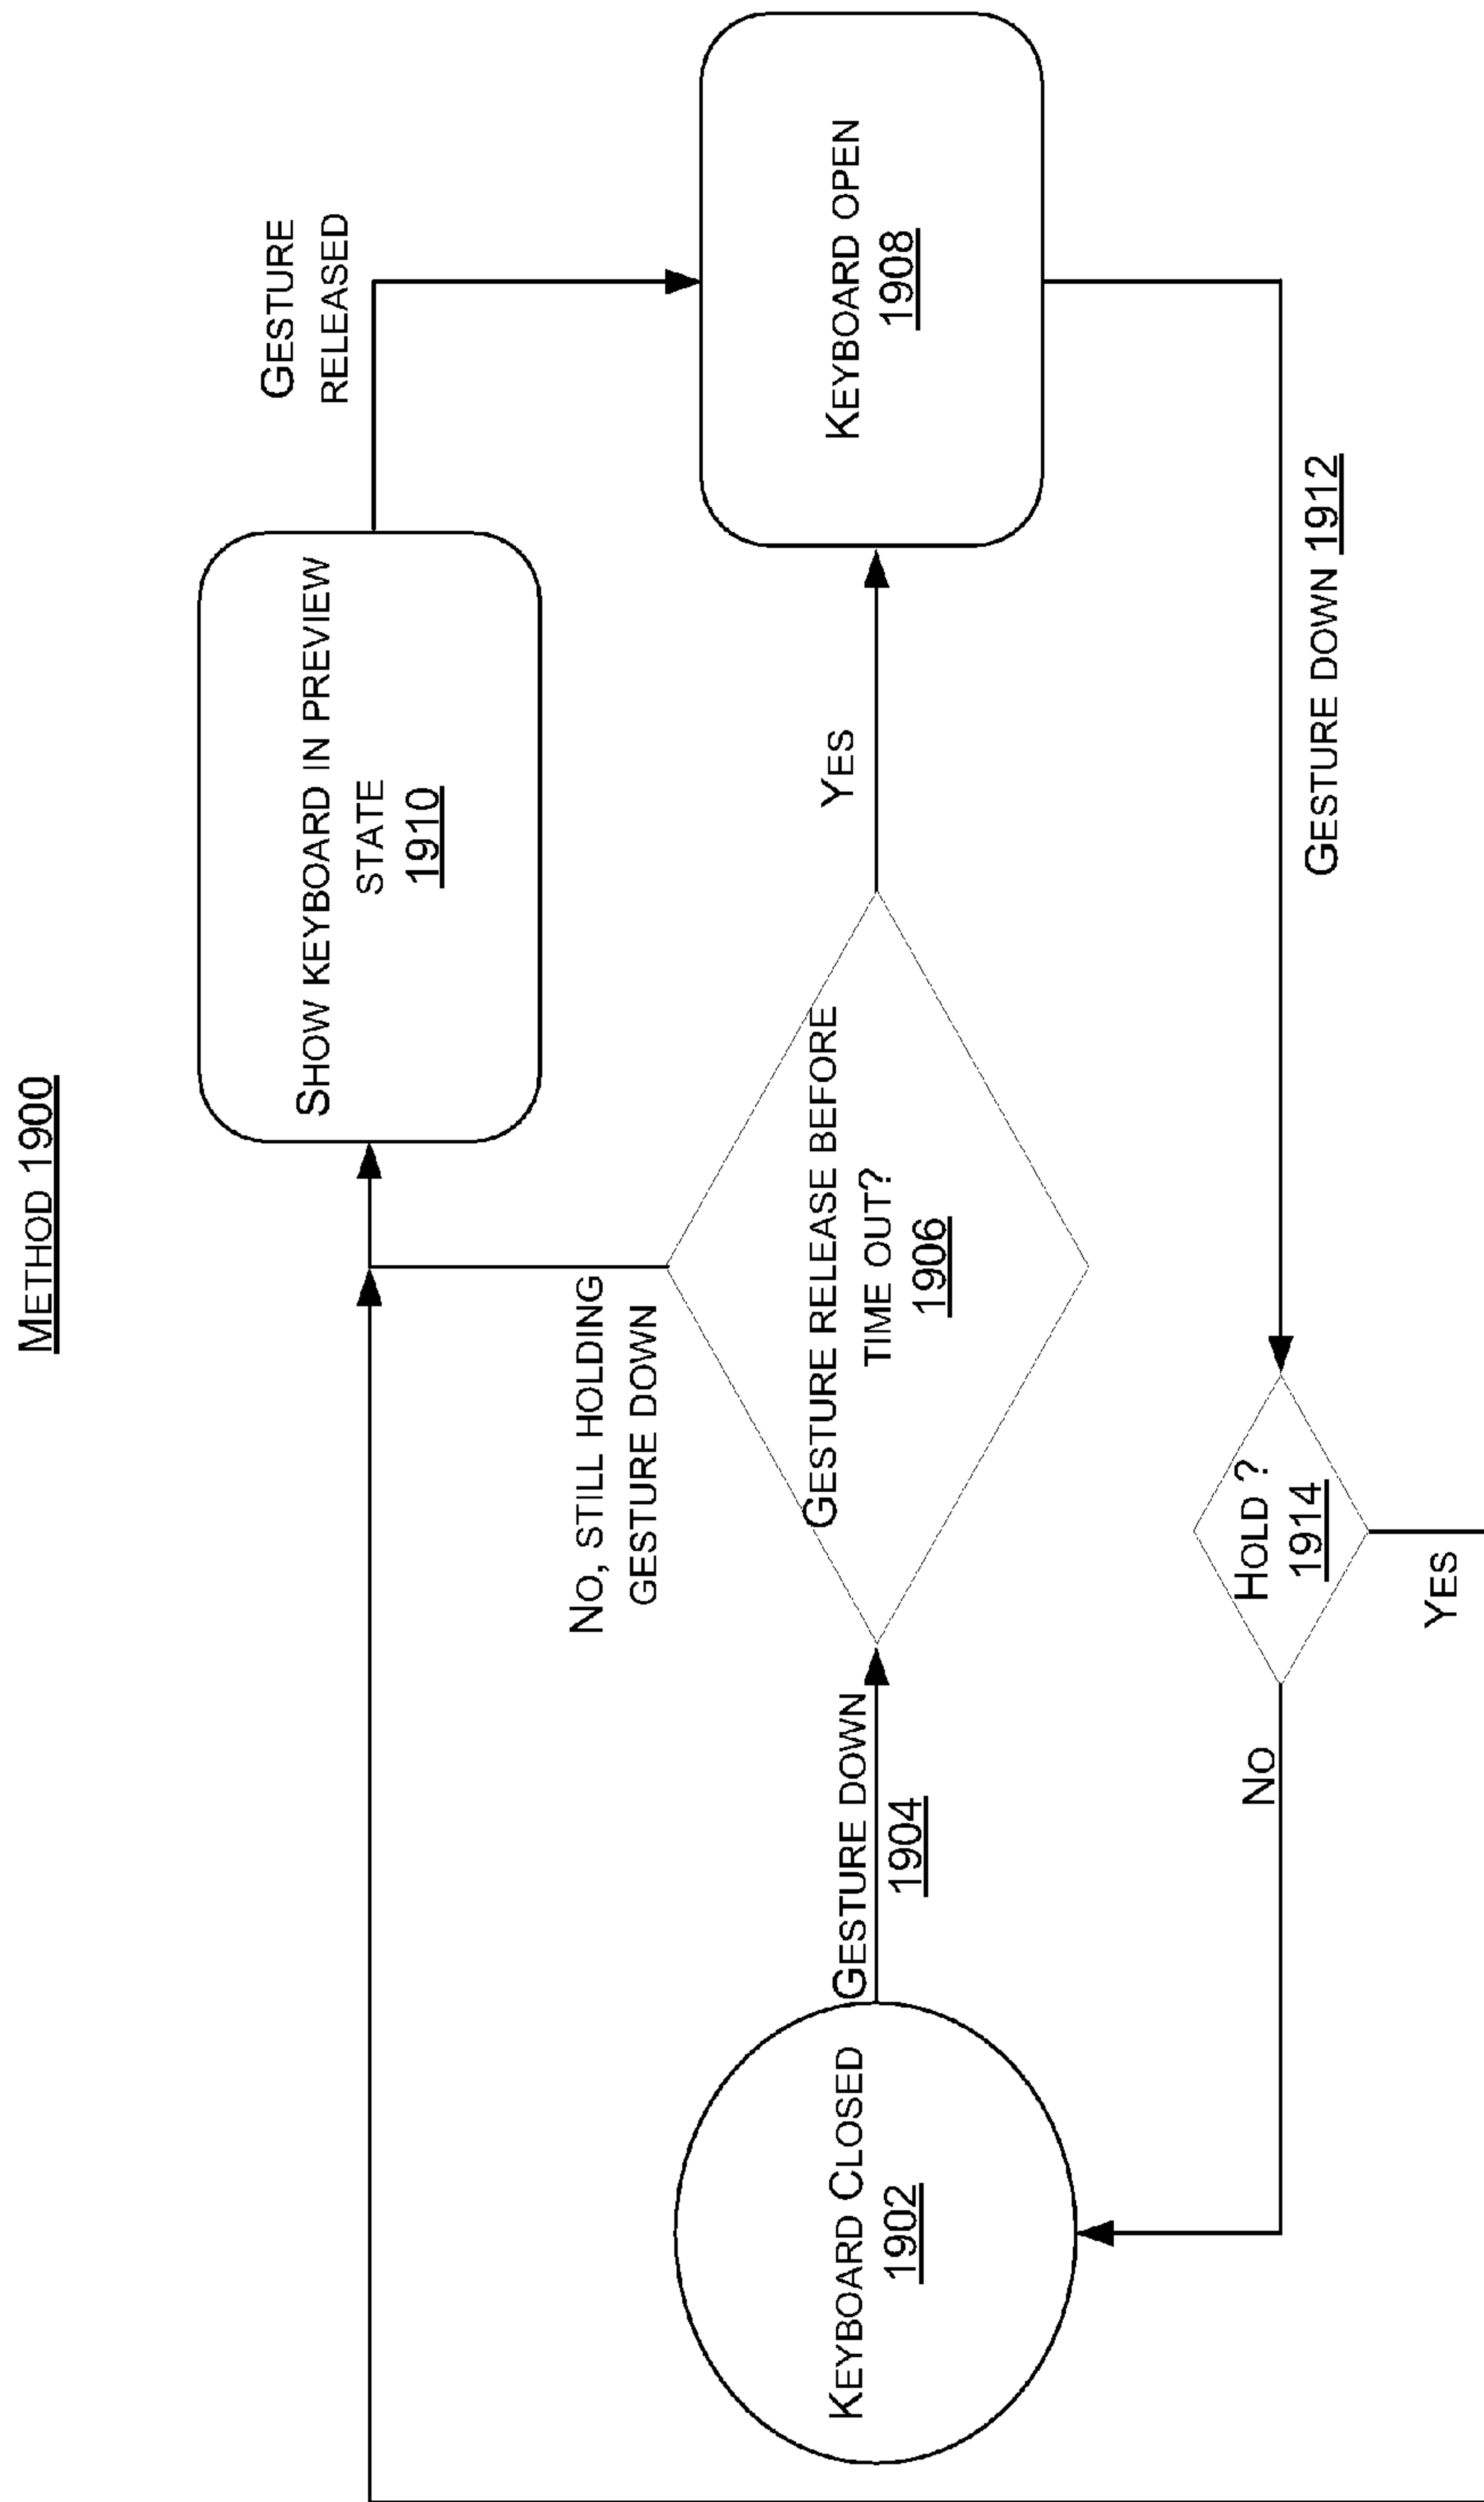 METHOD 1900
GESTURE
RELEASED
SHOW KEYBOARD IN PREVIEW
STATE
1910
NO, STILL HOLDING
GESTURE DOWN
KEYBOARD CLOSED
1902
GESTURE DOWN
1904
GESTURE RELEASE BEFORE
TIME OUT?
1906
YES
KEYBOARD OPEN
1908
NO
HOLD ?
1914
GESTURE DOWN 1912
YES